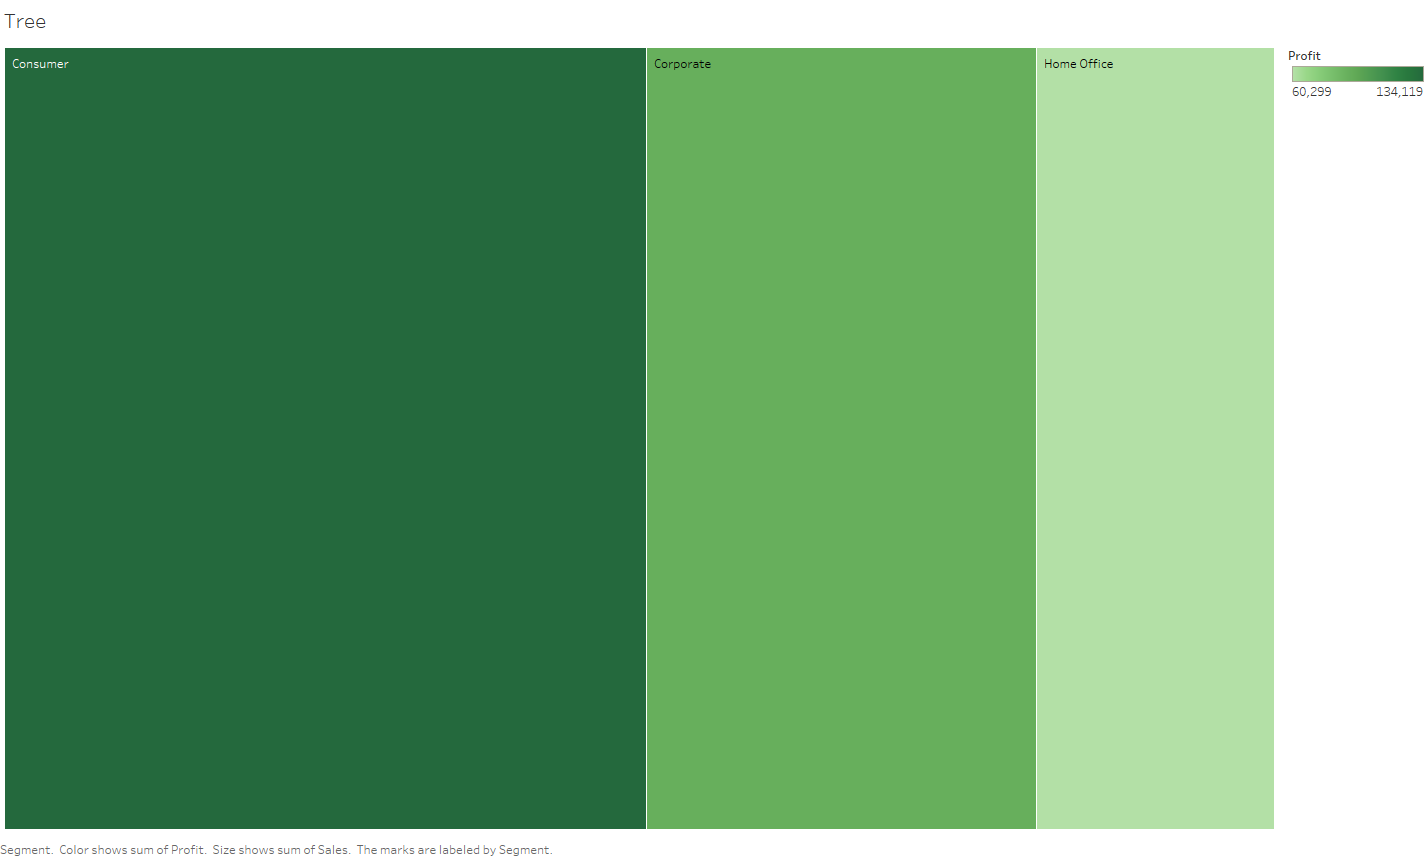 Tree
Consumer
Corporate
Home Office
Profit
60,299 134,119
Segment.  Color shows sum of Profit.  Size shows sum of Sales.  The marks are labeled by Segment.